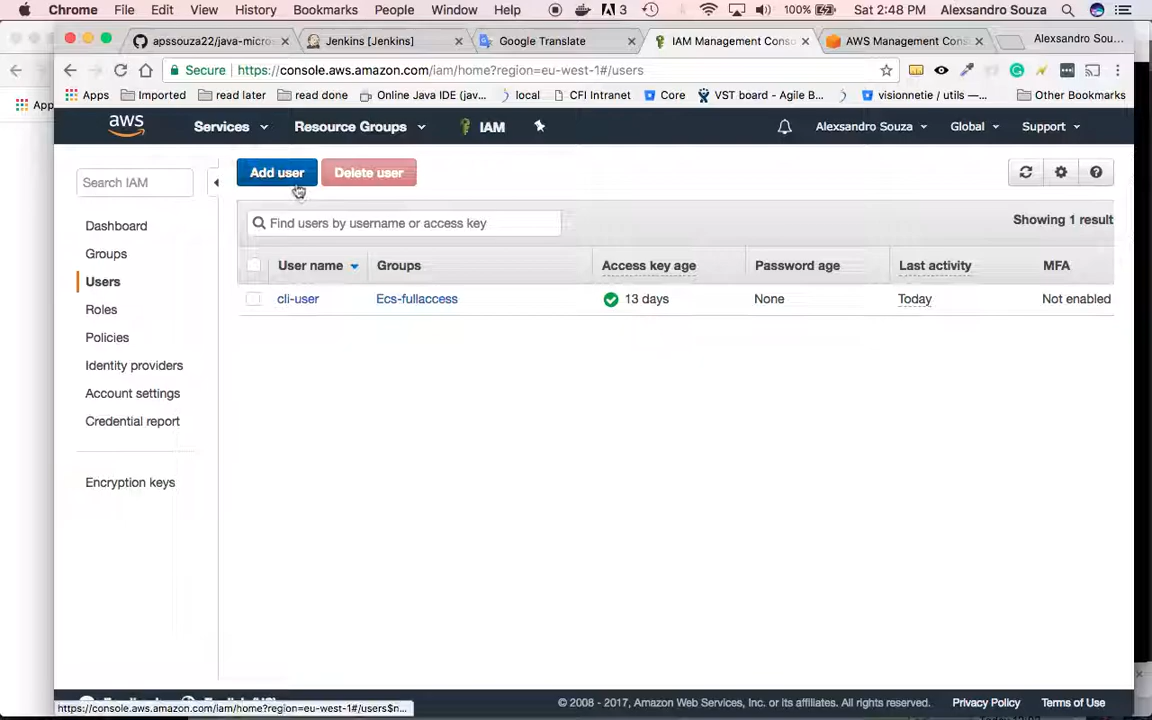 Chrome File Edit View History Bookmarks People Window Help 3 100% Sat 2:48 PM Alexsandro Souza
apssouza22/java-micro Jenkins [Jenkins] Google Translate IAM Management Conso AWS Management Cons Alexsandro Sou...
Secure https://console.aws.amazon.com/iam/home?region=eu-west-1#/users
Apps Imported read later read done Online Java IDE (jav... local CFI Intranet Core VST board - Agile B... visionnetie / utils —... Other Bookmarks
aws Services Resource Groups IAM Alexsandro Souza Global Support
Search IAM
Dashboard
Groups
Users
Roles
Policies
Identity providers
Account settings
Credential report
Encryption keys
Add user Delete user
Find users by username or access key Showing 1 result
User name Groups Access key age Password age Last activity MFA
cli-user Ecs-fullaccess 13 days None Today Not enabled
© 2008 - 2017, Amazon Web Services, Inc. or its affiliates. All rights reserved. Privacy Policy Terms of Use
https://console.aws.amazon.com/iam/home?region=eu-west-1#/users$n...